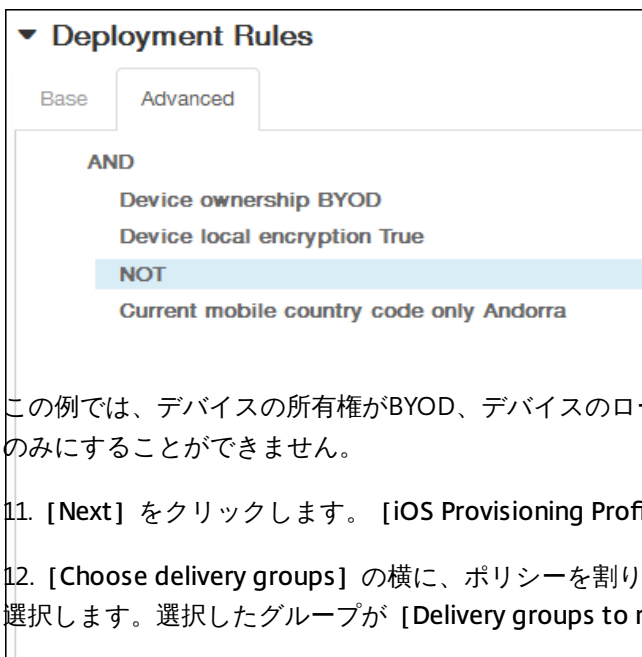 Deployment Rules
Base Advanced
AND
Device ownership BYOD
Device local encryption True
NOT
Current mobile country code only Andorra
この例では、デバイスの所有権がBYOD、デバイスのロー
のみにすることができません。
11. [Next] をクリックします。 [iOS Provisioning Profi
12. [Choose delivery groups] の横に、ポリシーを割り
選択します。選択したグループが [Delivery groups to r